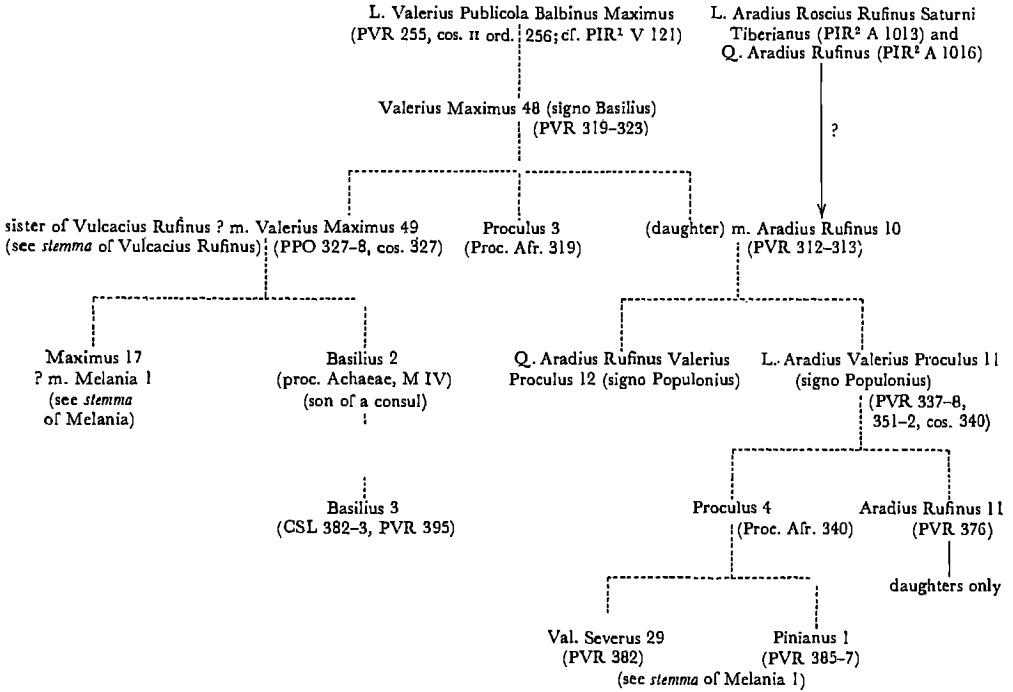 L. Valerius Publicola Balbinus Maximus
(PVR 255, cos. II ord. 256; cf. PIR¹ V 121)
L. Aradius Roscius Rufinus Saturni
Tiberianus (PIR² A 1013) and
Q. Aradius Rufinus (PIR² A 1016)
Valerius Maximus 48 (signo Basilius)
(PVR 319–323)
?
sister of Vulcacius Rufinus ? m. Valerius Maximus 49
(see stemma of Vulcacius Rufinus) (PPO 327–8, cos. 327)
Proculus 3
(Proc. Afr. 319)
(daughter) m. Aradius Rufinus 10
(PVR 312–313)
Maximus 17
? m. Melania 1
(see stemma
of Melania)
Basilius 2
(proc. Achaeae, M IV)
(son of a consul)
Q. Aradius Rufinus Valerius
Proculus 12 (signo Populonius)
L. Aradius Valerius Proculus 11
(signo Populonius)
(PVR 337–8,
351–2, cos. 340)
Basilius 3
(CSL 382–3, PVR 395)
Proculus 4
(Proc. Afr. 340)
Aradius Rufinus 11
(PVR 376)
daughters only
Val. Severus 29
(PVR 382)
Pinianus 1
(PVR 385–7)
(see stemma of Melania 1)